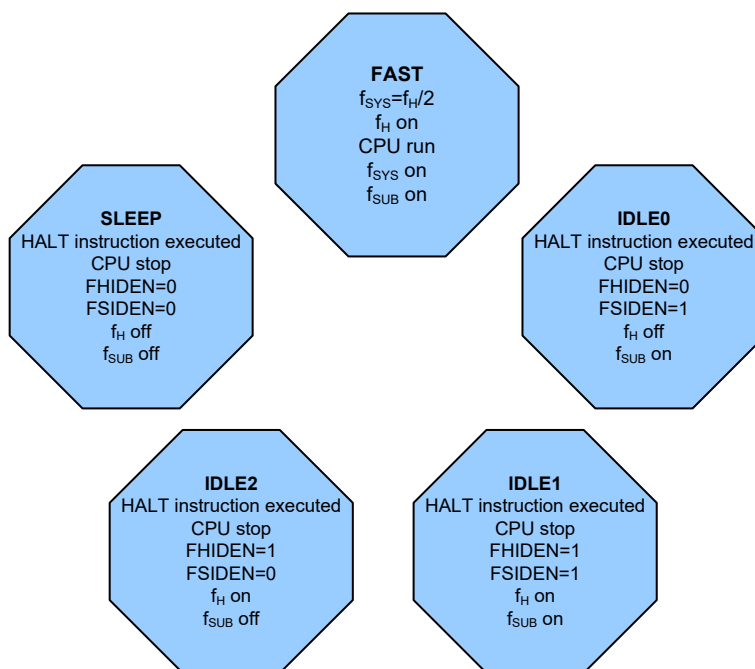 FAST
fSYS=fH/2
fH on
CPU run
fSYS on
fSUB on
SLEEP
HALT instruction executed
CPU stop
FHIDEN=0
FSIDEN=0
fH off
fSUB off
IDLE0
HALT instruction executed
CPU stop
FHIDEN=0
FSIDEN=1
fH off
fSUB on
IDLE2
HALT instruction executed
CPU stop
FHIDEN=1
FSIDEN=0
fH on
fSUB off
IDLE1
HALT instruction executed
CPU stop
FHIDEN=1
FSIDEN=1
fH on
fSUB on